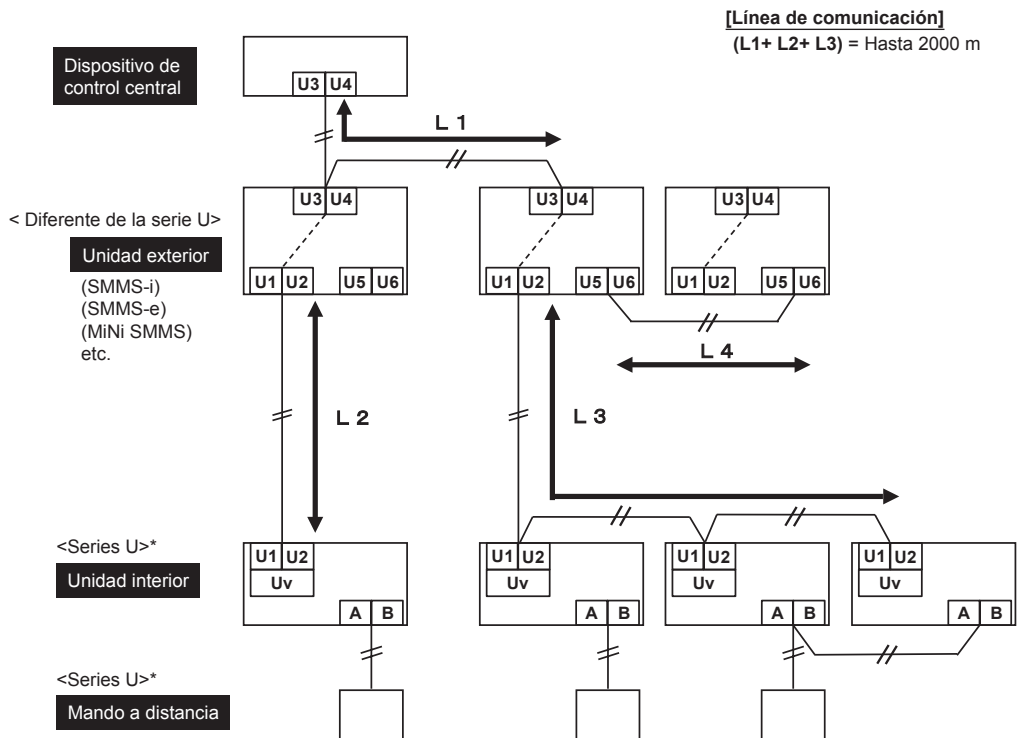 [Línea de comunicación]
(L1+ L2+ L3) = Hasta 2000 m
Dispositivo de
control central
U3 U4
L 1
< Diferente de la serie U>
Unidad exterior
(SMMS-i)
(SMMS-e)
(MiNi SMMS)
etc.
U3 U4
U1 U2
U5 U6
U3 U4
U1 U2
U5 U6
U3 U4
U1 U2
U5 U6
L 4
L 2
L 3
<Series U>*
Unidad interior
U1 U2
Uv
A B
U1 U2
Uv
A B
U1 U2
Uv
A B
U1 U2
Uv
A B
<Series U>*
Mando a distancia